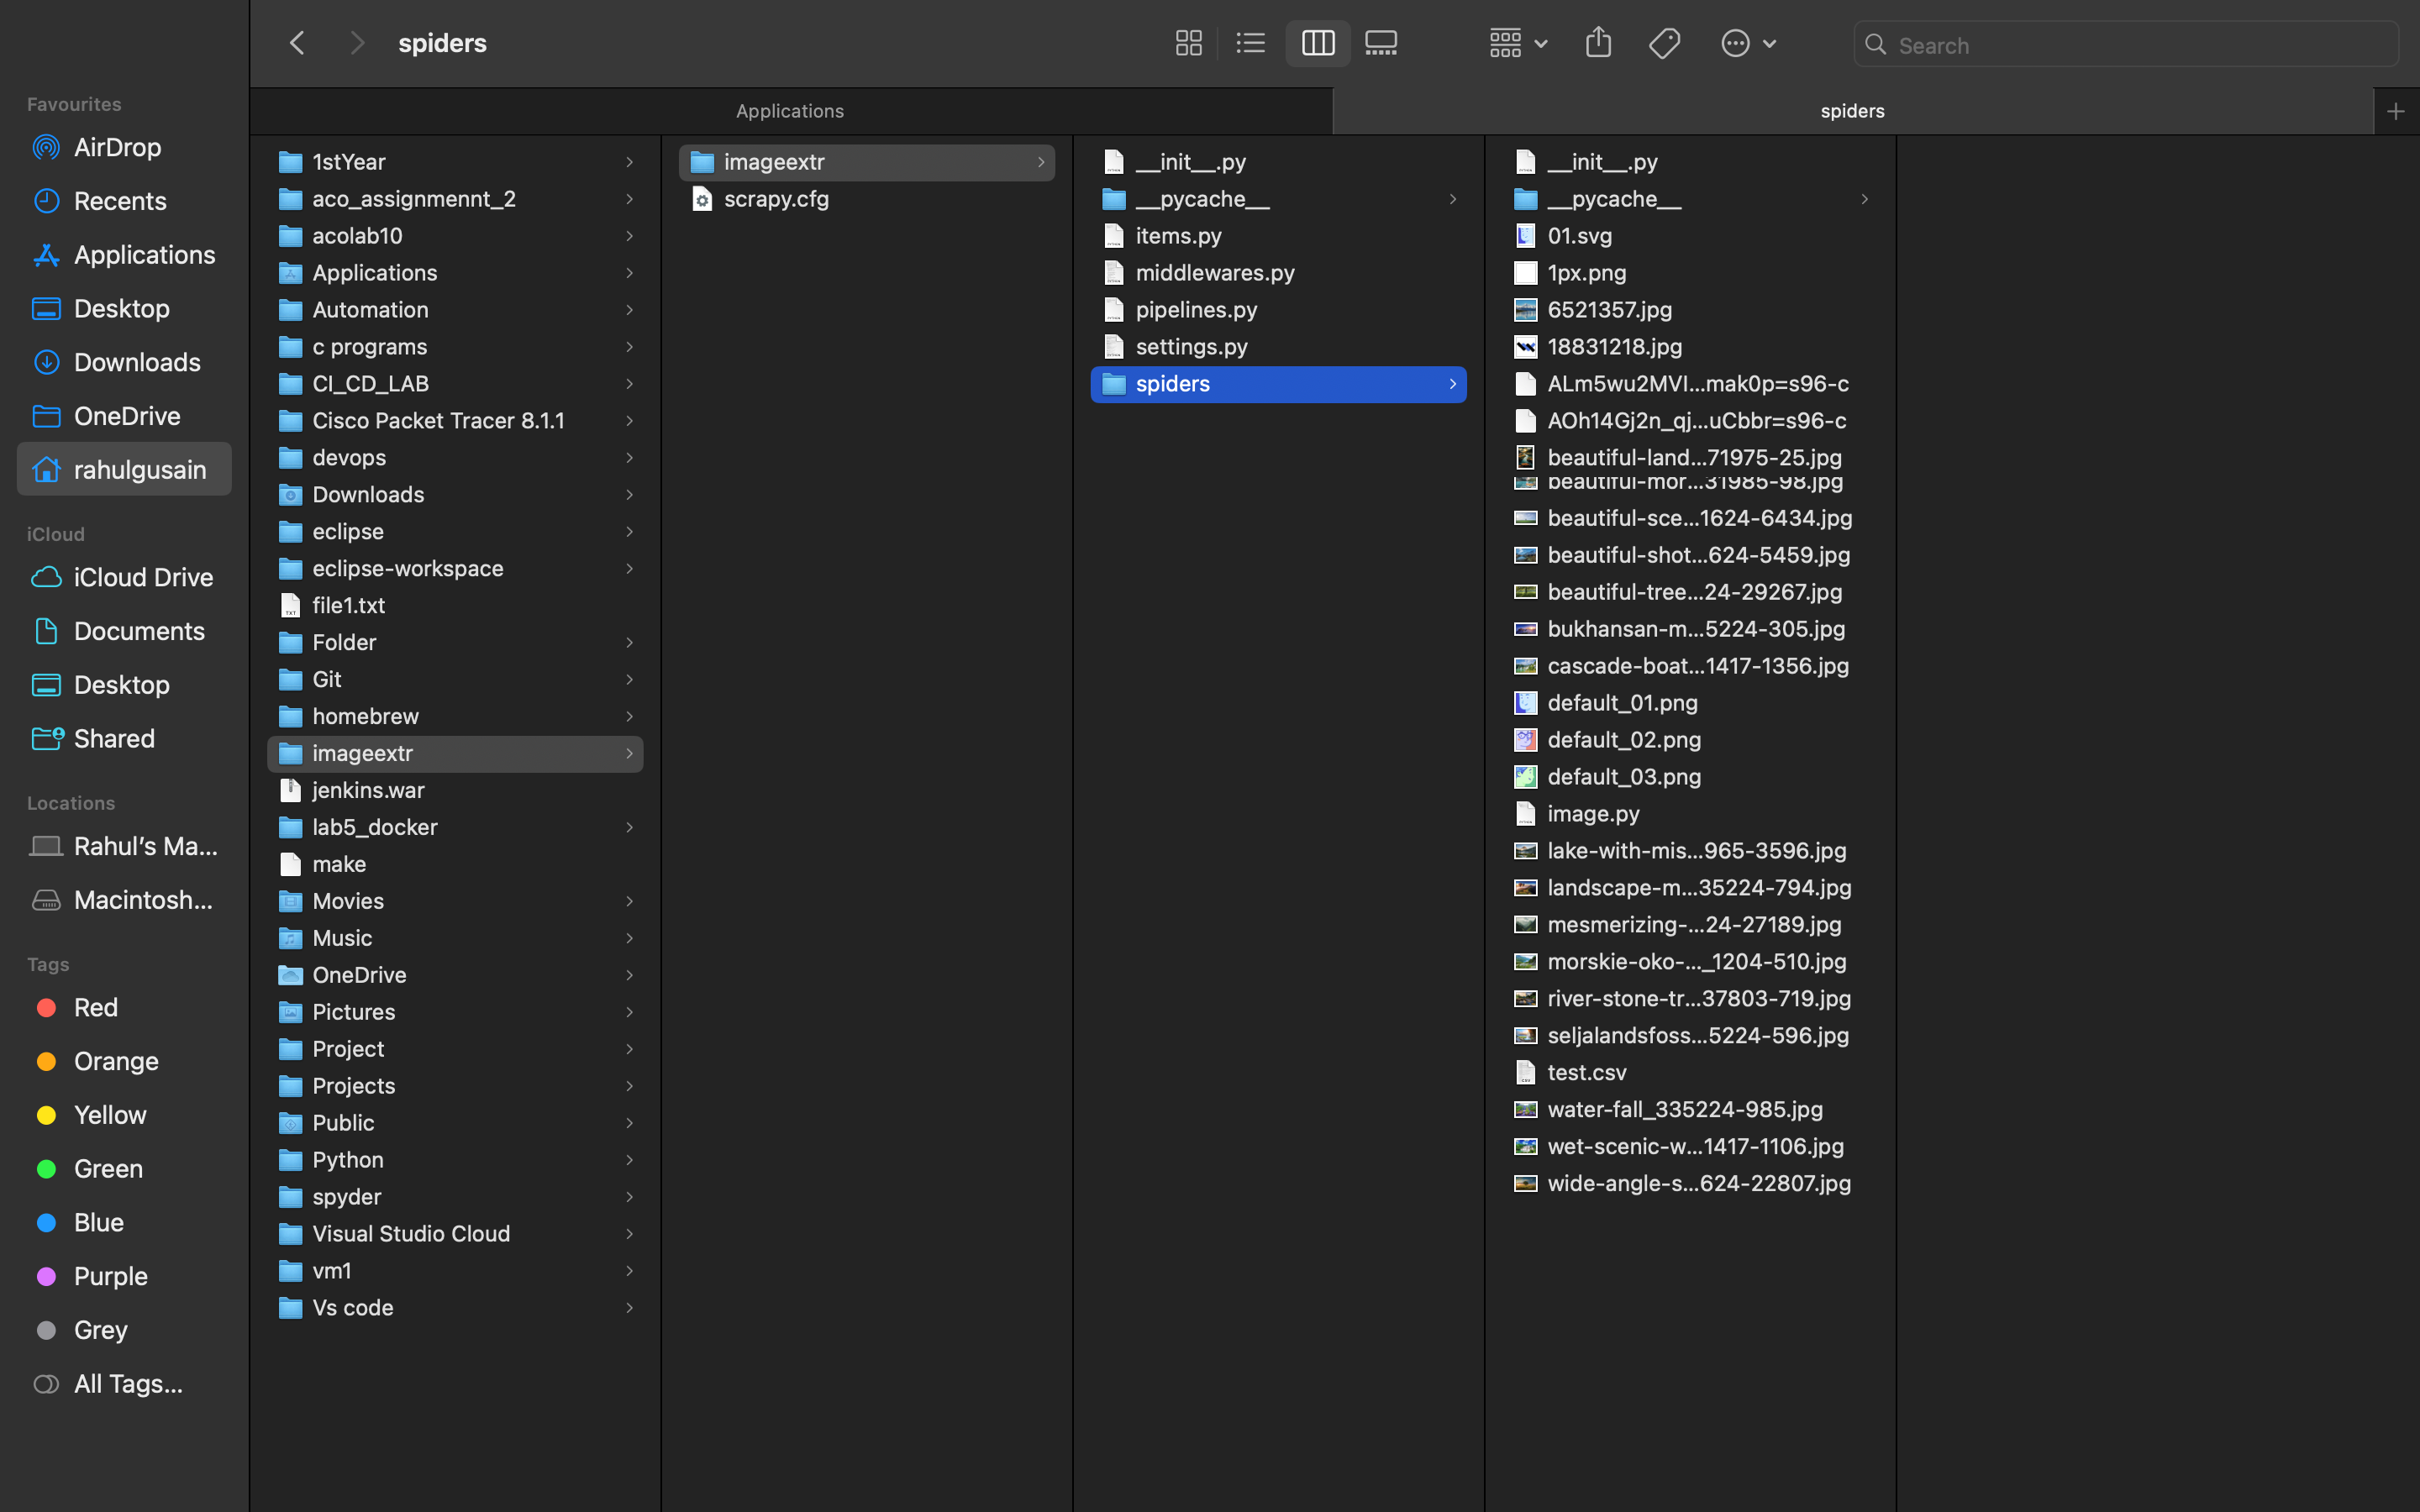 spiders
Search
Applications
spiders
Favourites
AirDrop
Recents
Applications
Desktop
Downloads
OneDrive
rahulgusain
iCloud
iCloud Drive
Documents
Desktop
Shared
Locations
Rahul's Ma...
Macintosh...
Tags
Red
Orange
Yellow
Green
Blue
Purple
Grey
All Tags...
1stYear
aco_assignmennt_2
acolab10
Applications
Automation
c programs
CI_CD_LAB
Cisco Packet Tracer 8.1.1
devops
Downloads
eclipse
eclipse-workspace
file1.txt
Folder
Git
homebrew
imageextr
jenkins.war
lab5_docker
make
Movies
Music
OneDrive
Pictures
Project
Projects
Public
Python
spyder
Visual Studio Cloud
vm1
Vs code
imageextr
scrapy.cfg
__init__.py
__pycache__
items.py
middlewares.py
pipelines.py
settings.py
spiders
__init__.py
__pycache__
01.svg
1px.png
6521357.jpg
18831218.jpg
ALm5wu2MVI...mak0p=s96-c
AOh14Gj2n_qj...uCbbr=s96-c
beautiful-land...71975-25.jpg
beautiful-mor...31985-98.jpg
beautiful-sce...1624-6434.jpg
beautiful-shot...624-5459.jpg
beautiful-tree...24-29267.jpg
bukhansan-m...5224-305.jpg
cascade-boat...1417-1356.jpg
default_01.png
default_02.png
default_03.png
image.py
lake-with-mis...965-3596.jpg
landscape-m...35224-794.jpg
mesmerizing-...24-27189.jpg
morskie-oko-..._1204-510.jpg
river-stone-tr...37803-719.jpg
seljalandsfoss...5224-596.jpg
test.csv
water-fall_335224-985.jpg
wet-scenic-w...1417-1106.jpg
wide-angle-s...624-22807.jpg